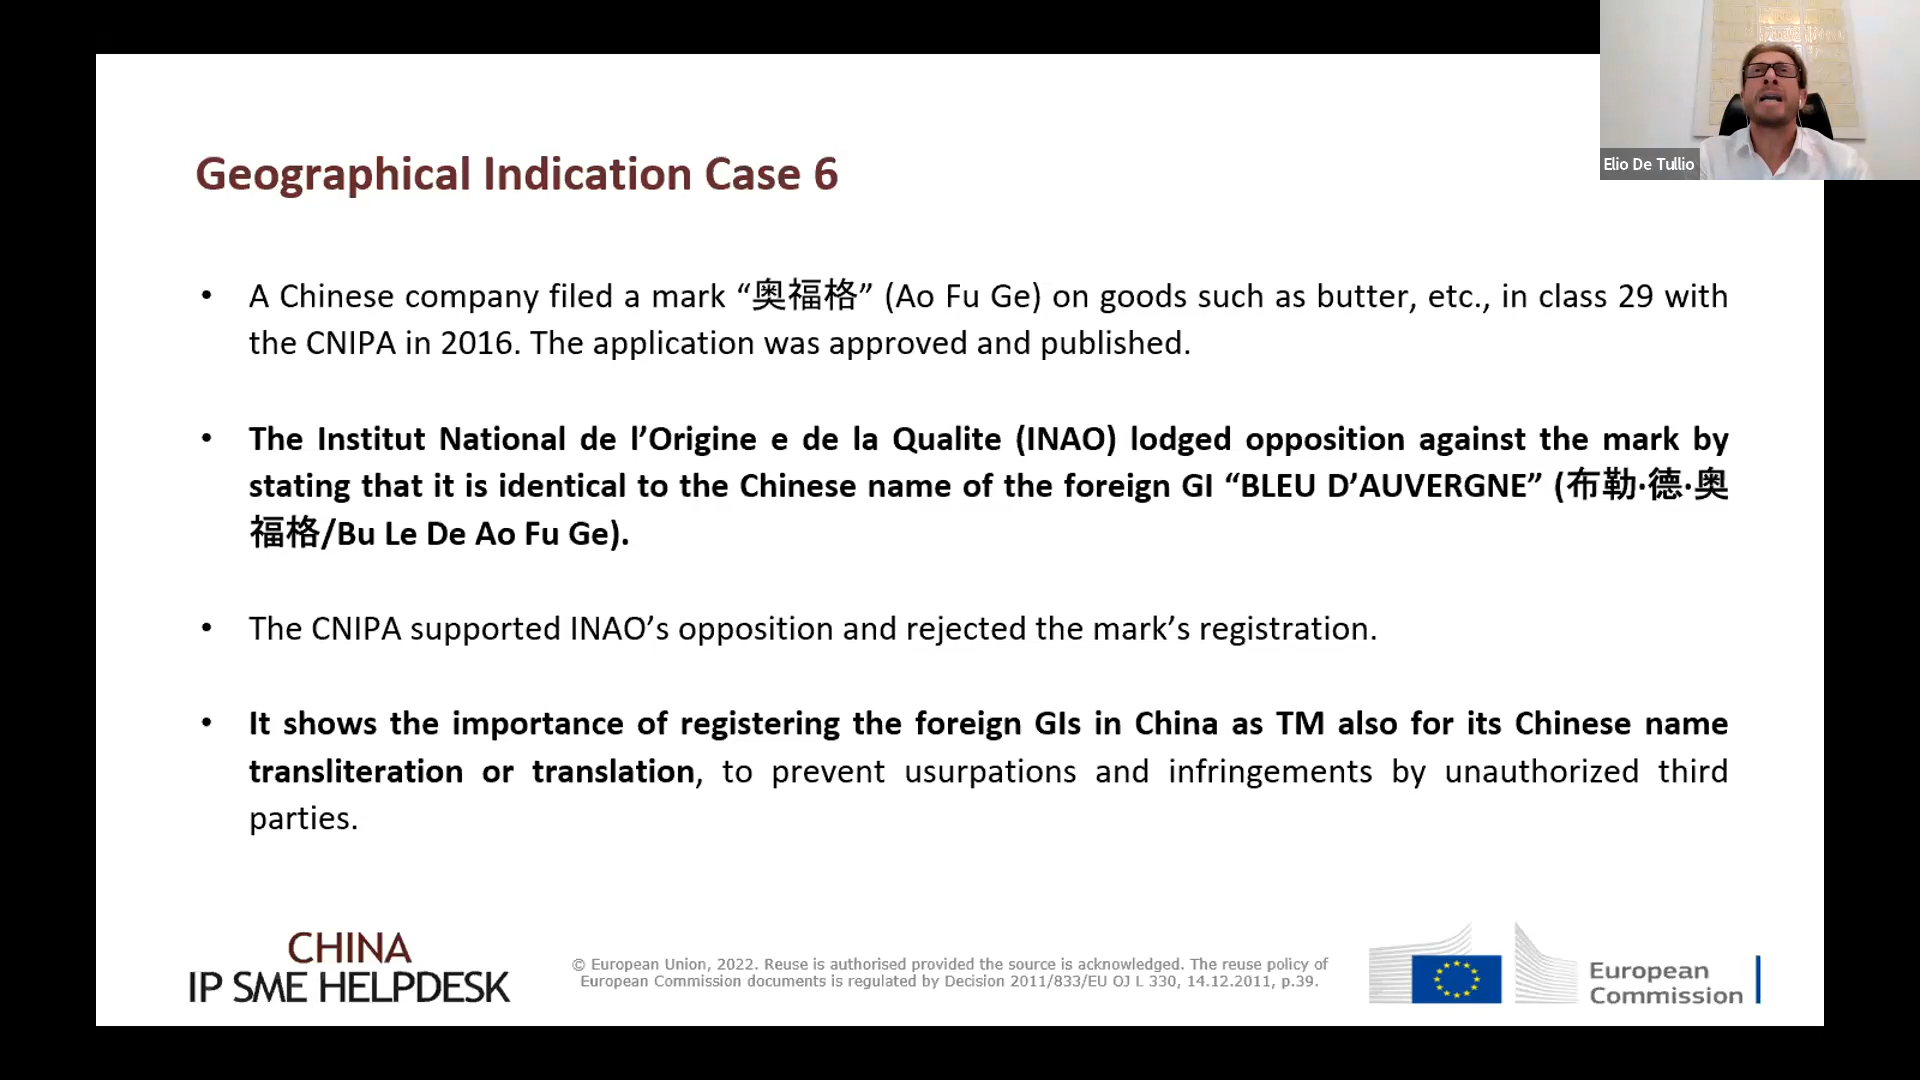 Elio De Tullio
Geographical Indication Case 6
• A Chinese company filed a mark “奥福格” (Ao Fu Ge) on goods such as butter, etc., in class 29 with
the CNIPA in 2016. The application was approved and published.
• The Institut National de l’Origine e de la Qualite (INAO) lodged opposition against the mark by
stating that it is identical to the Chinese name of the foreign GI “BLEU D’AUVERGNE” (布勒·德·奥
福格/Bu Le De Ao Fu Ge).
• The CNIPA supported INAO’s opposition and rejected the mark’s registration.
• It shows the importance of registering the foreign GIs in China as TM also for its Chinese name
transliteration or translation, to prevent usurpations and infringements by unauthorized third
parties.
CHINA
IP SME HELPDESK
© European Union, 2022. Reuse is authorised provided the source is acknowledged. The reuse policy of
European Commission documents is regulated by Decision 2011/833/EU OJ L 330, 14.12.2011, p.39.
European
Commission